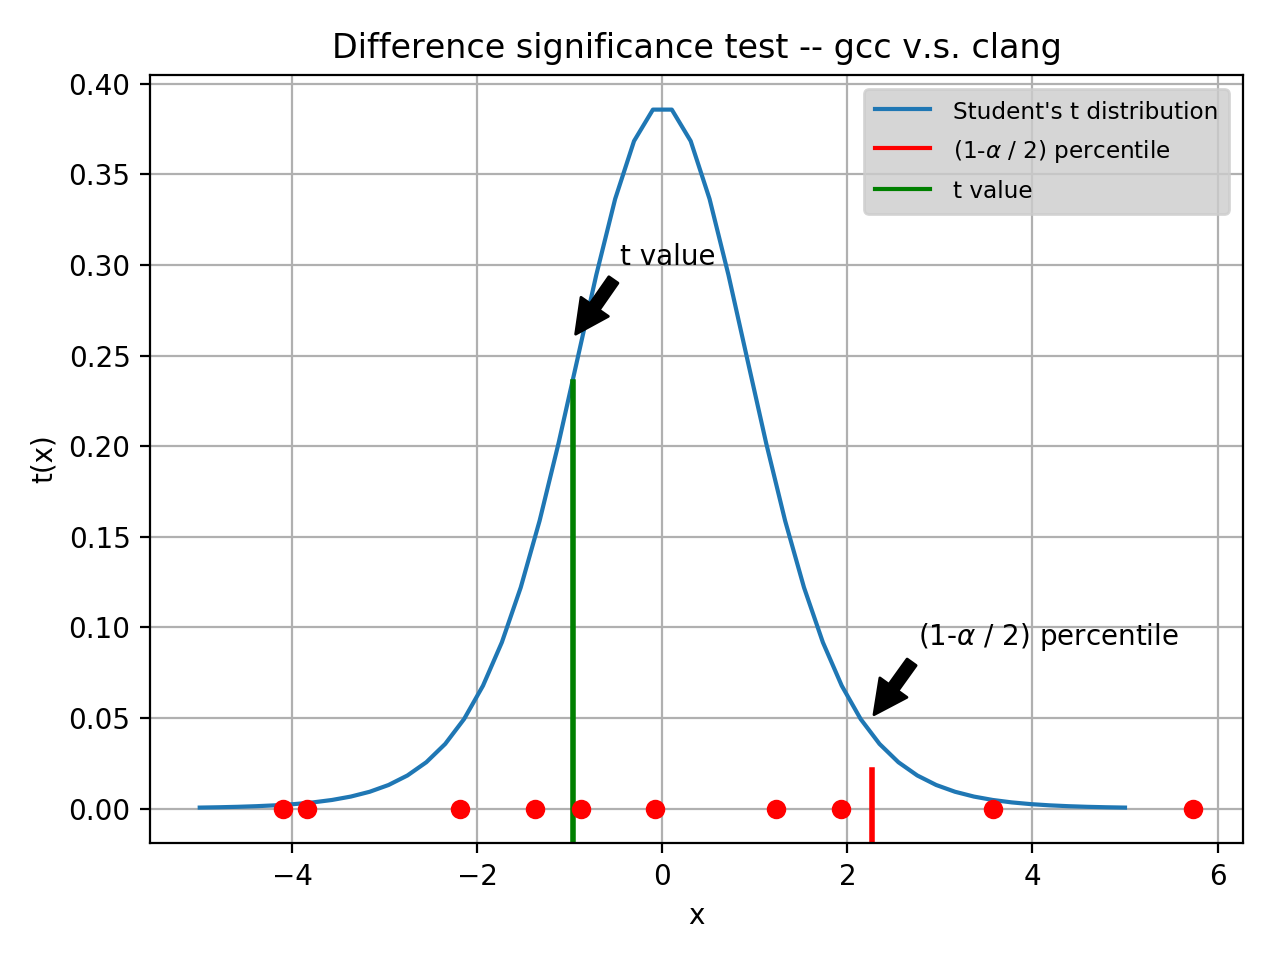 Difference significance test -- gcc v.s. clang
Student's t distribution
(1-α / 2) percentile
t value
t value
(1-α / 2) percentile
t(x)
0.40
0.35
0.30
0.25
0.20
0.15
0.10
0.05
0.00
−4
−2
0
2
4
6
x